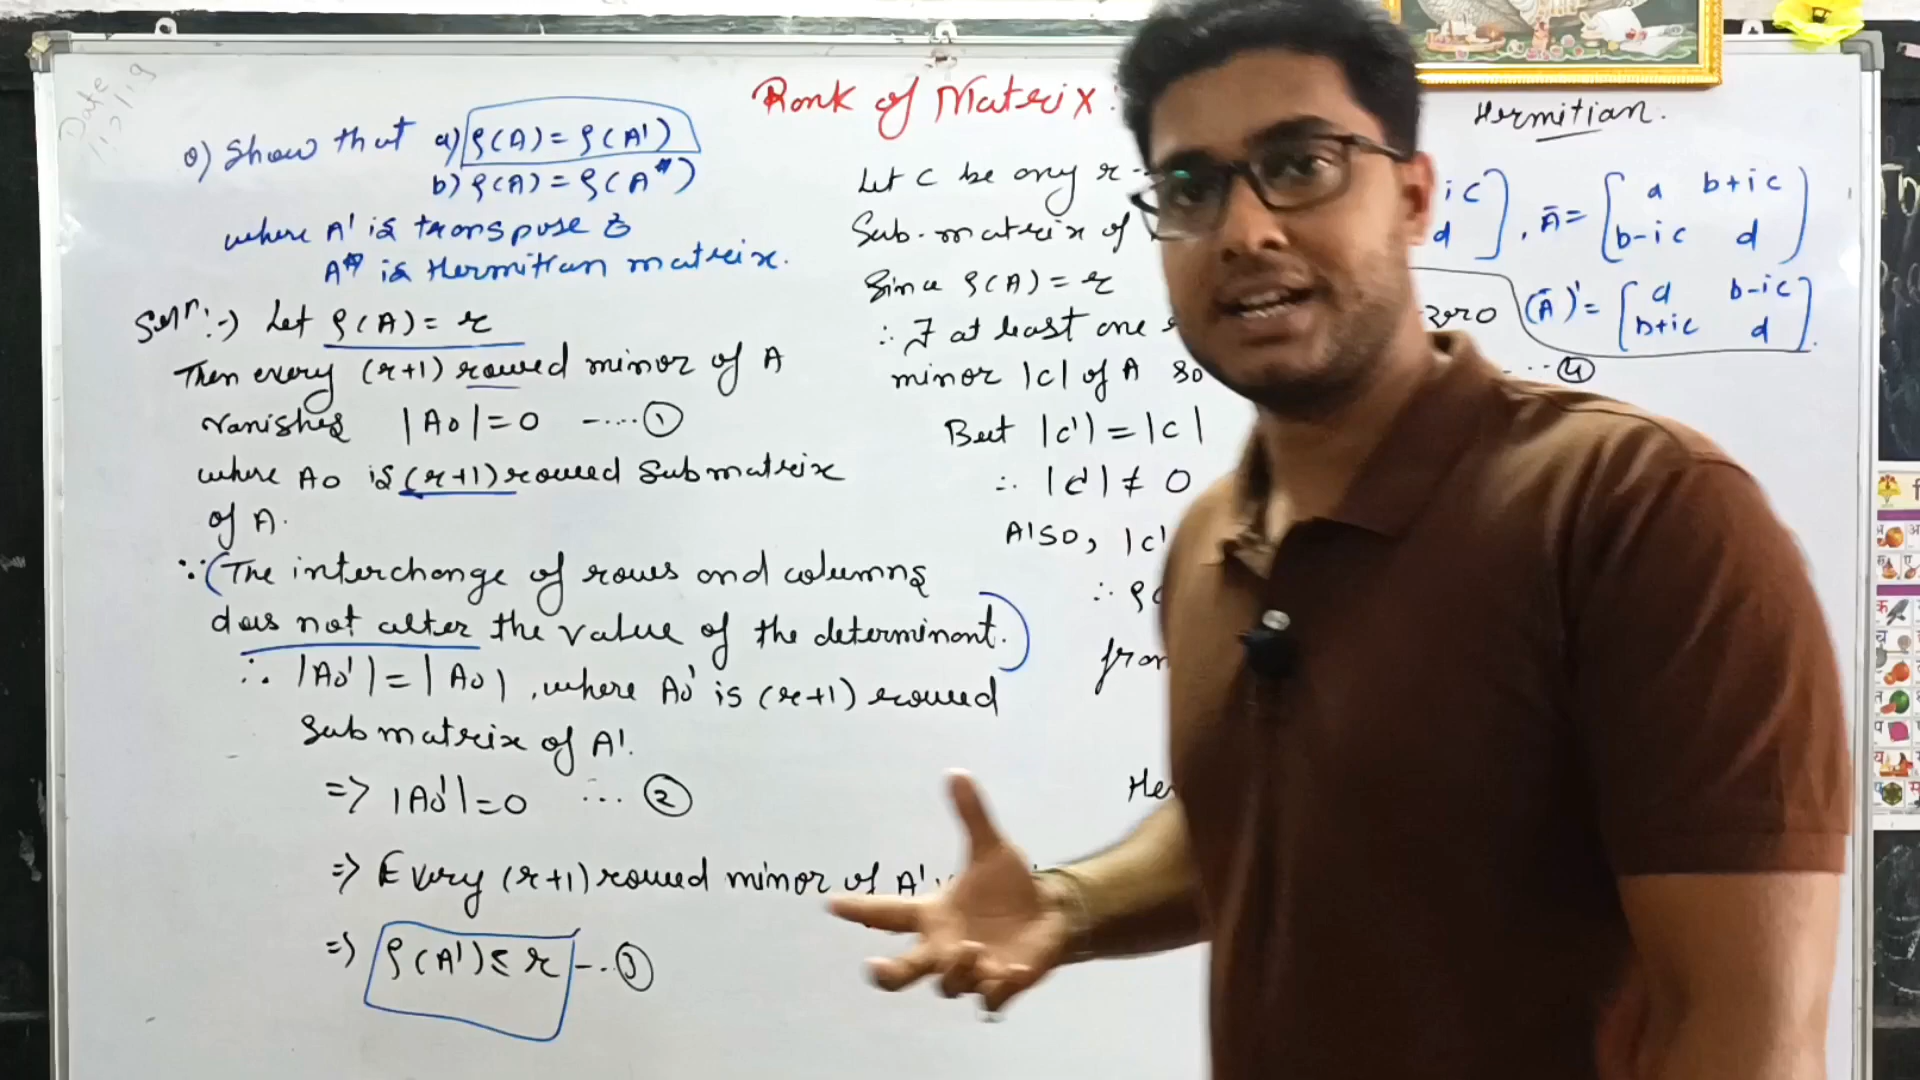 Date
Rank of Matrix:
Q) Show that a) ρ(A) = ρ(A')
b) ρ(A) = ρ(A*)
where A' is transpose &
A* is Hermitian matrix.
Solⁿ:→ Let ρ(A) = r
Then every (r+1) rowed minor of A
vanishes |A₀| = 0 -----①
where A₀ is (r+1) rowed submatrix
of A.
∵ (The interchange of rows and columns
does not alter the value of the determinant.)
∴ |A₀'| = |A₀|, where A₀' is (r+1) rowed
Submatrix of A'.
=> |A₀'| = 0 ... ②
=> Every (r+1) rowed minor of A'
=> ρ(A') ≤ r -..③
Let C be any r-
Sub-matrix of
Since ρ(A) = r
∴ ∃ at least one
zero
minor |C| of A so
... ④
But |C'| = |C|
∴ |C'| ≠ 0
Also, |C'
∴ ρ(
from
He
Hermitian.
ic
d ], Ā = [ a b+ic
b-ic d ]
(Ā)' = [ a b-ic
b+ic d ].